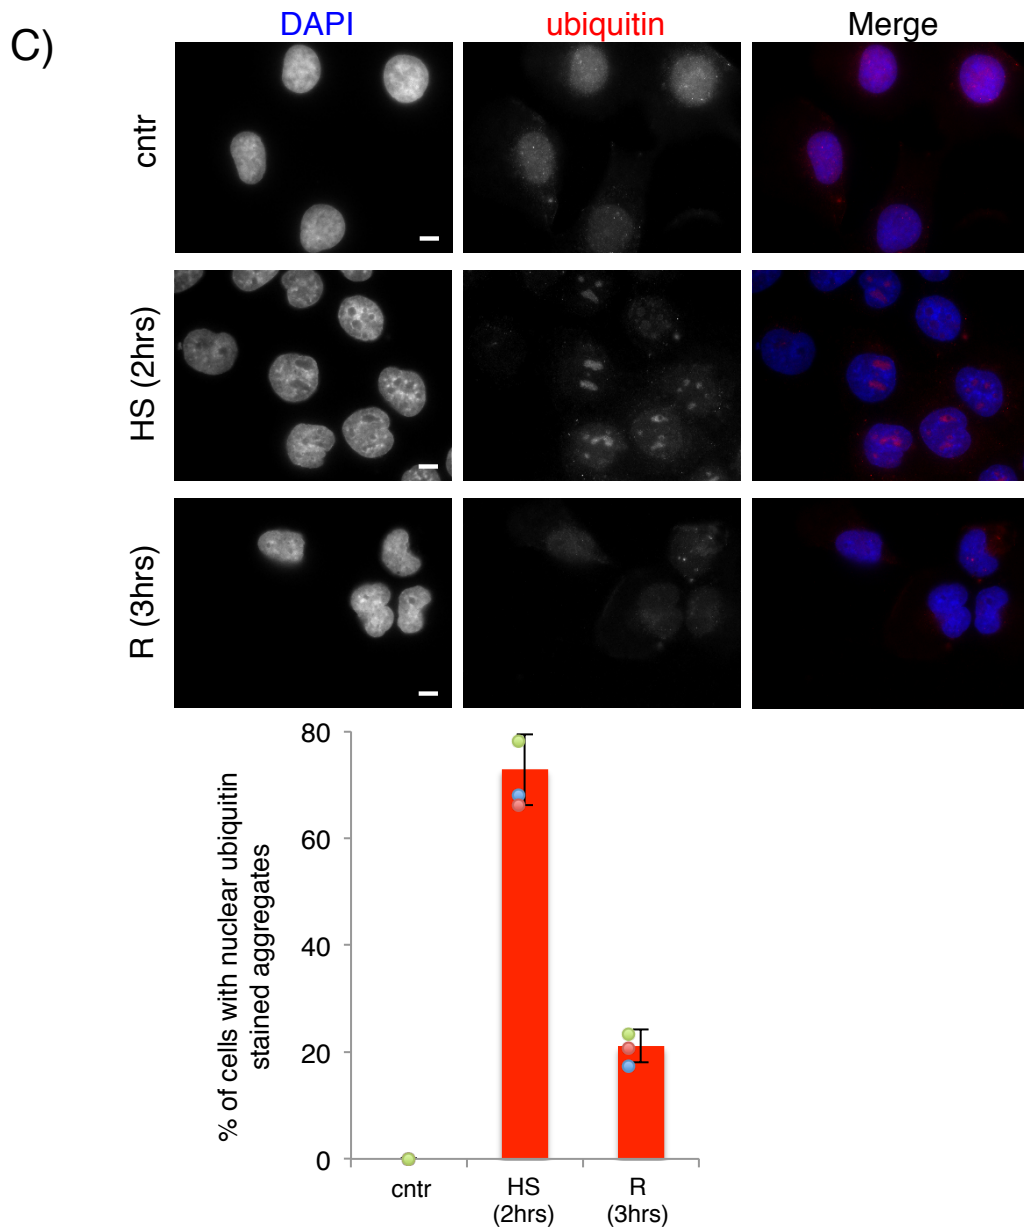 C)
DAPI
ubiquitin
Merge
cntr
HS (2hrs)
R (3hrs)
% of cells with nuclear ubiquitin
stained aggregates
80
60
40
20
0
cntr
HS
(2hrs)
R
(3hrs)